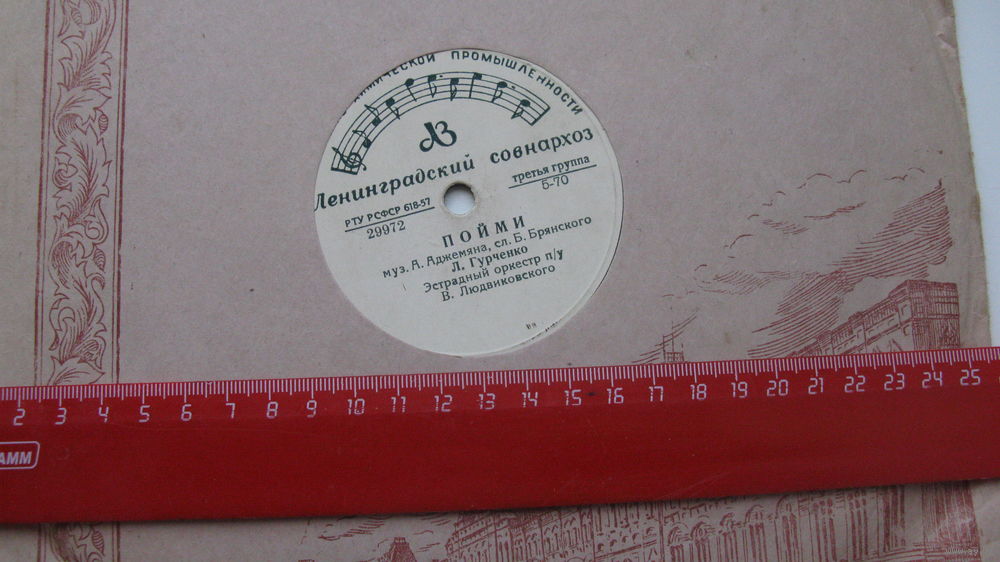 ХИМИЧЕСКОЙ ПРОМЫШЛЕННОСТИ
Ленинградский совнархоз
РТУ РСФСР 618-57
29972
третья группа
Б-70
ПОЙМИ
муз. А. Аджемяна, сл. Б. Брянского
Л. Гурченко
Эстрадный оркестр п/у
В. Людвиковского
2 3 4 5 6 7 8 9 10 11 12 13 14 15 16 17 18 19 20 21 22 23 24 25
АММ